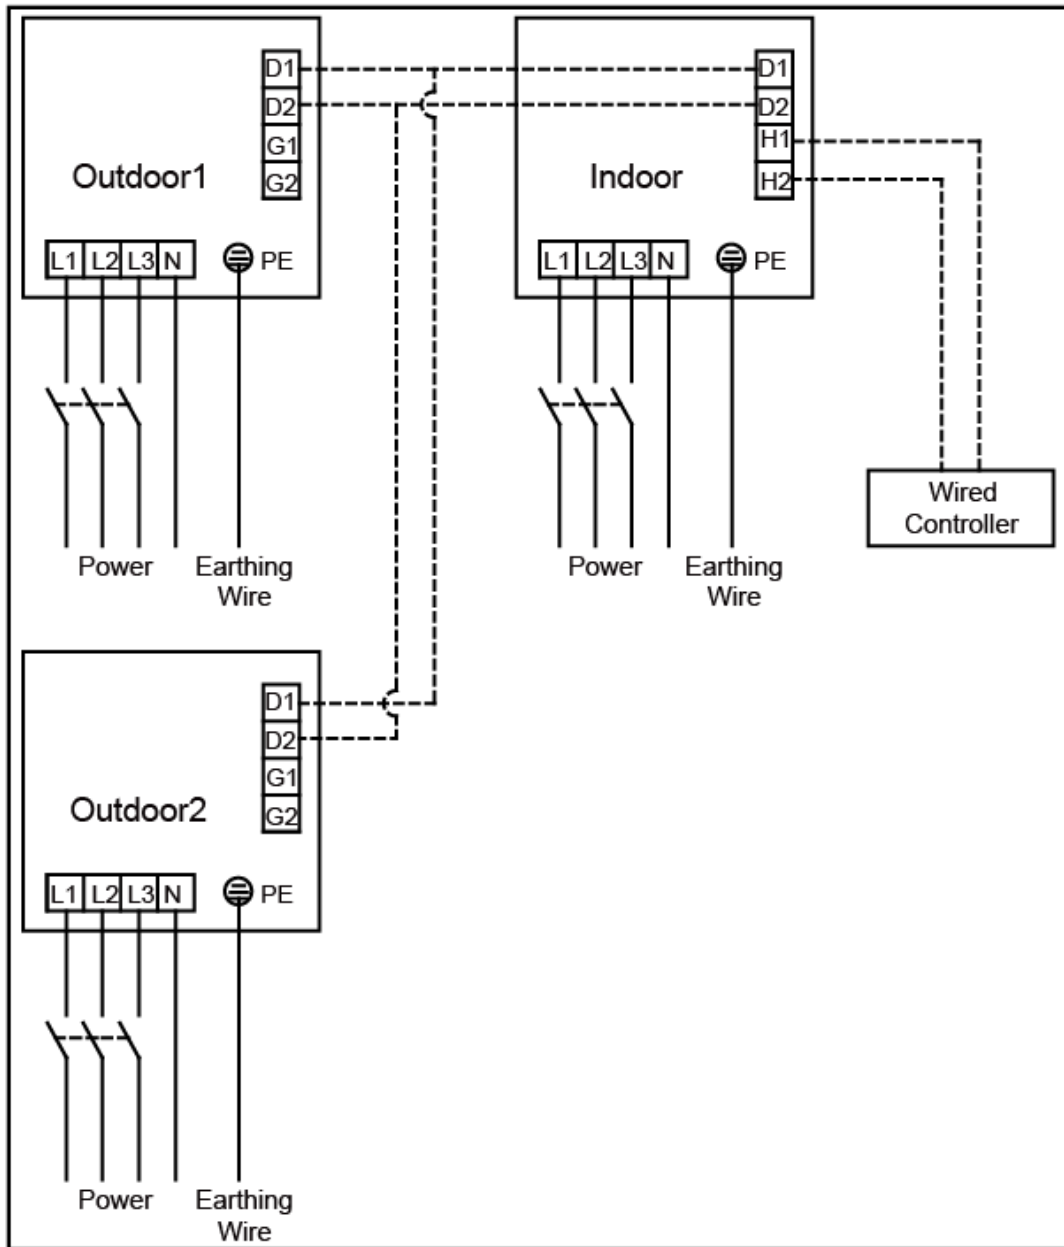 D1
D2
G1
G2
Outdoor1
L1 L2 L3 N
PE
Power
Earthing
Wire
D1
D2
H1
H2
Indoor
L1 L2 L3 N
PE
Power
Earthing
Wire
Wired
Controller
D1
D2
G1
G2
Outdoor2
L1 L2 L3 N
PE
Power
Earthing
Wire